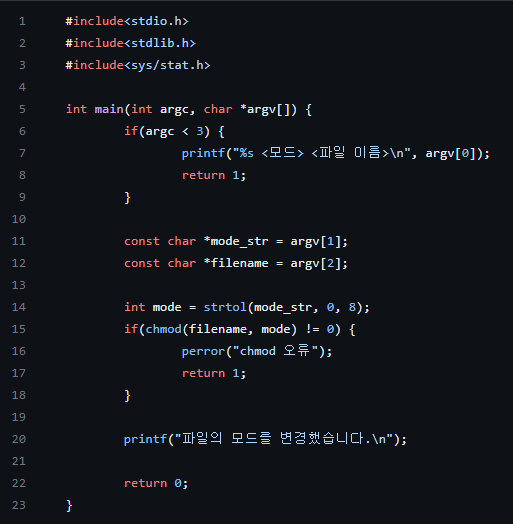 1 #include<stdio.h>
2 #include<stdlib.h>
3 #include<sys/stat.h>
4
5 int main(int argc, char *argv[]) {
6 if(argc < 3) {
7 printf("%s <모드> <파일 이름>\n", argv[0]);
8 return 1;
9 }
10
11 const char *mode_str = argv[1];
12 const char *filename = argv[2];
13
14 int mode = strtol(mode_str, 0, 8);
15 if(chmod(filename, mode) != 0) {
16 perror("chmod 오류");
17 return 1;
18 }
19
20 printf("파일의 모드를 변경했습니다.\n");
21
22 return 0;
23 }